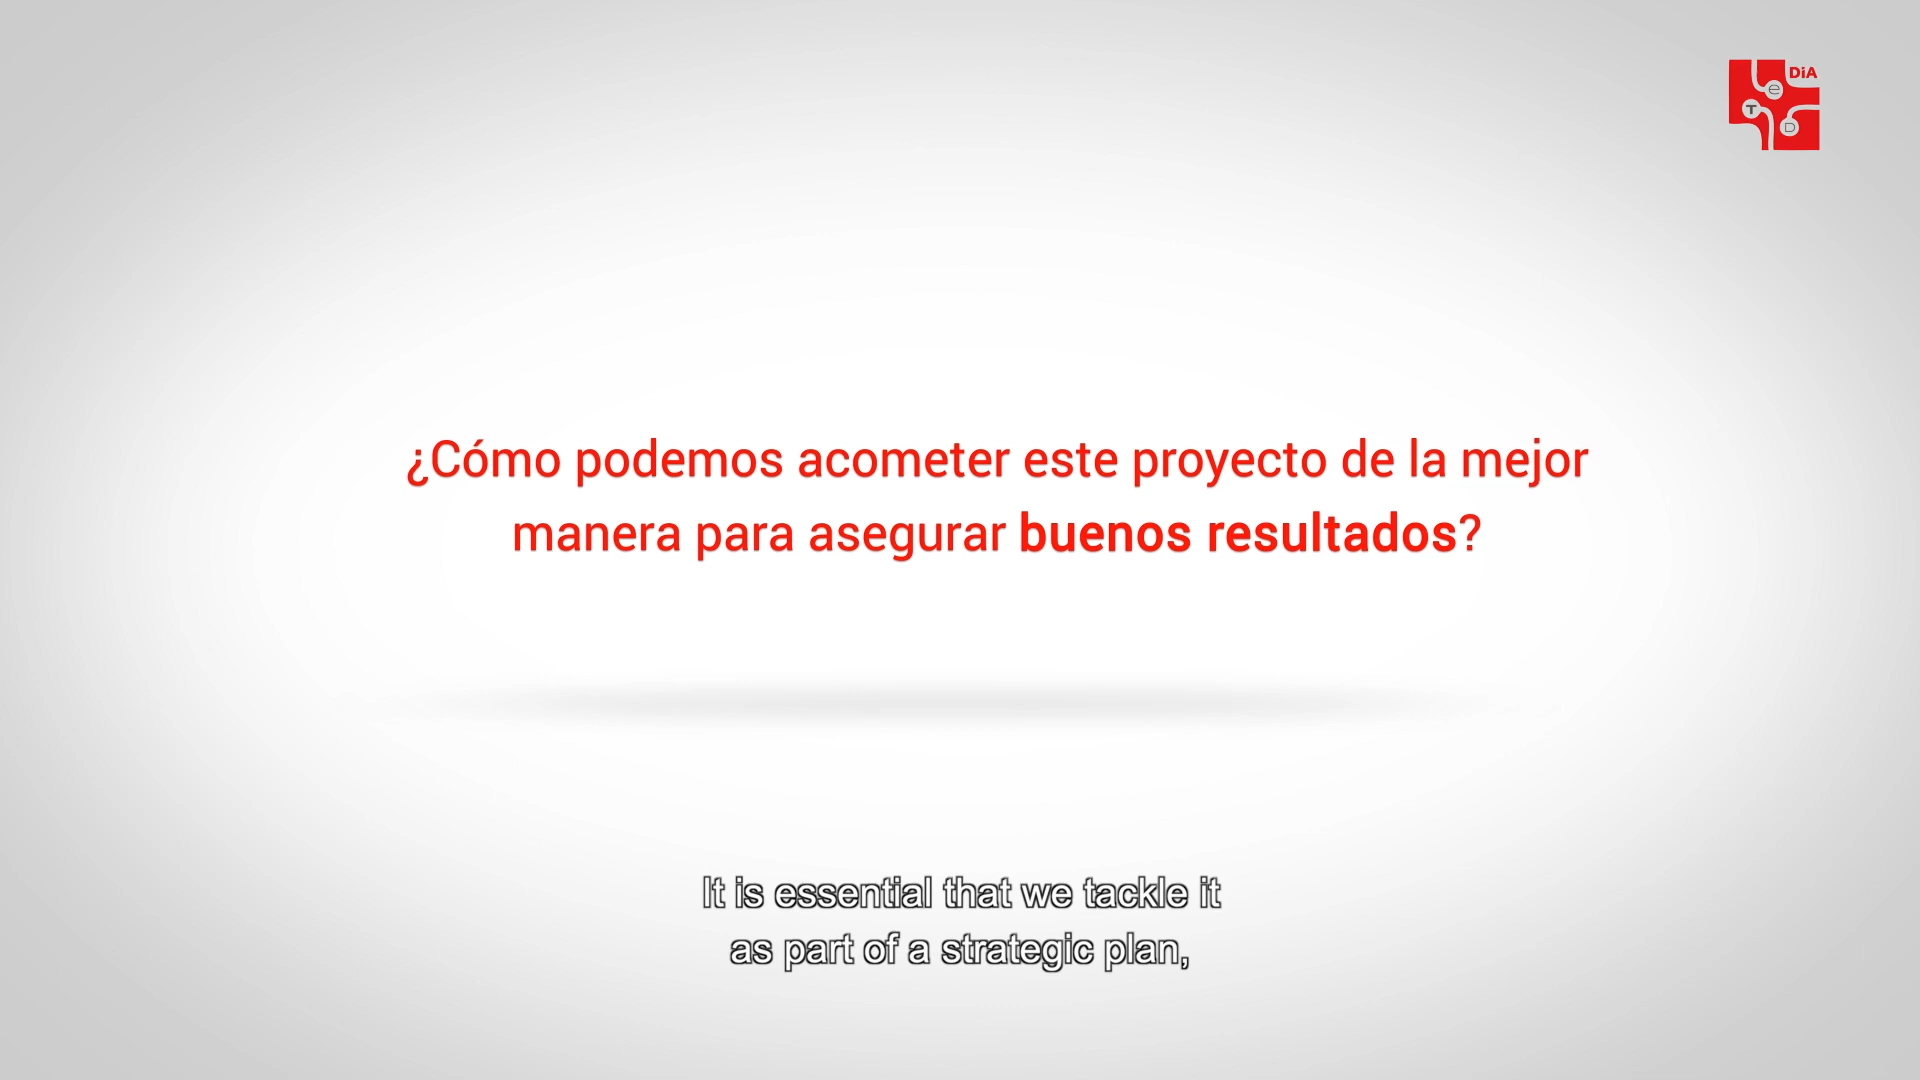 DiA
e
T
D
¿Cómo podemos acometer este proyecto de la mejor
manera para asegurar buenos resultados?
It is essential that we tackle it
as part of a strategic plan,